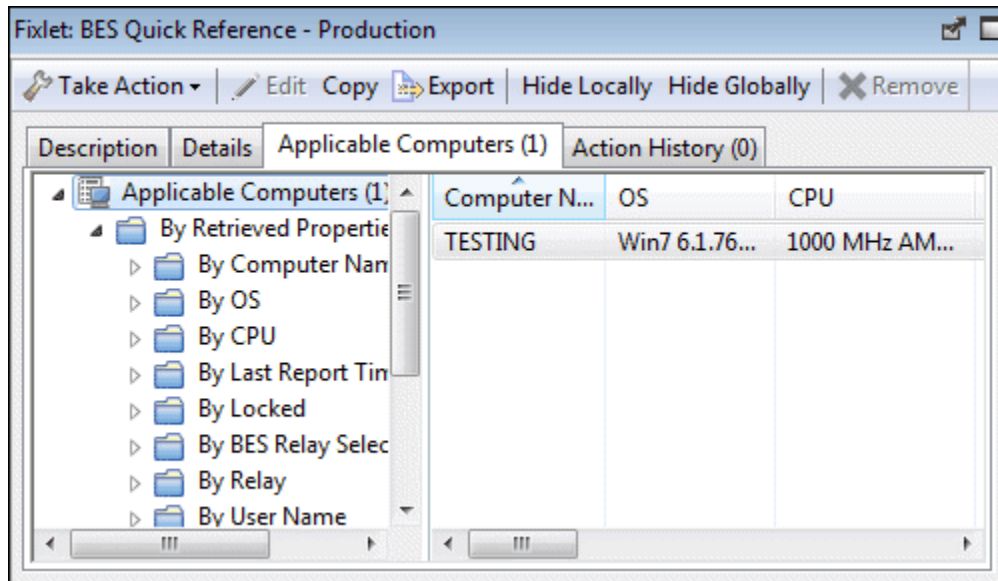 Fixlet: BES Quick Reference - Production
Take Action Edit Copy Export Hide Locally Hide Globally Remove
Description Details Applicable Computers (1) Action History (0)
Applicable Computers (1)
Computer N... OS CPU
By Retrieved Propertie
TESTING Win7 6.1.76... 1000 MHz AM...
By Computer Nam
By OS
By CPU
By Last Report Tim
By Locked
By BES Relay Selec
By Relay
By User Name